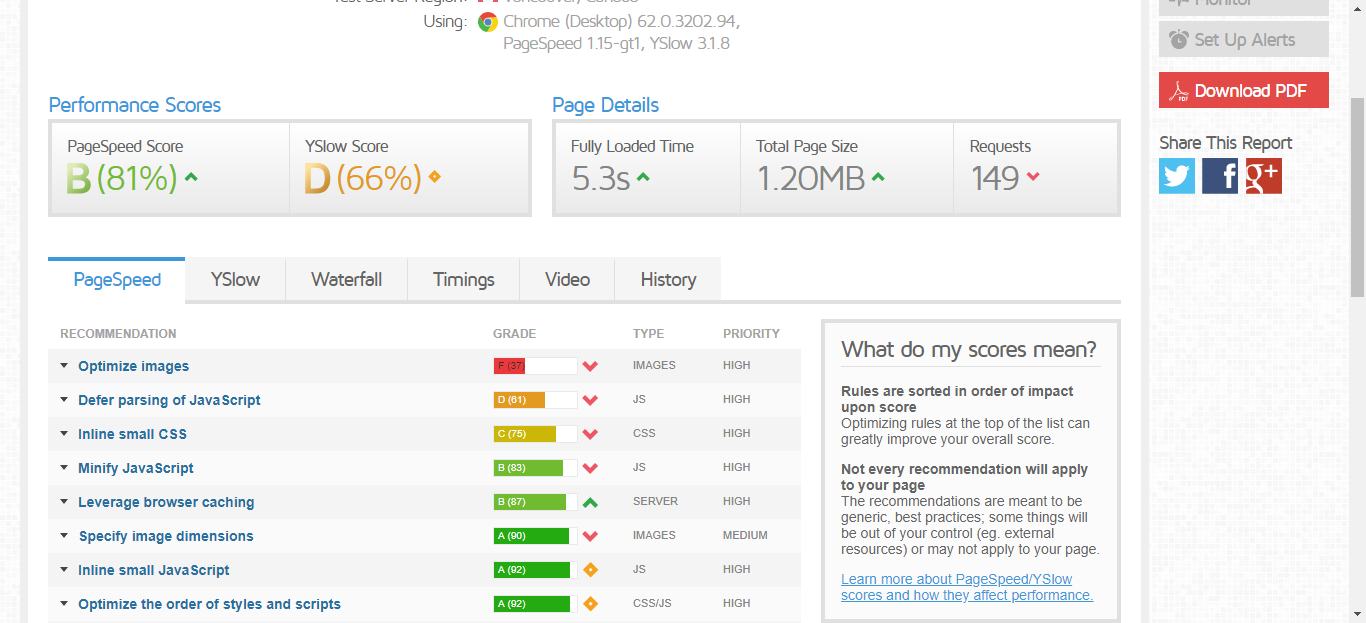 Using: Chrome (Desktop) 62.0.3202.94,
PageSpeed 1.15-gt1, YSlow 3.1.8
Monitor
Set Up Alerts
Download PDF
Share This Report
Performance Scores
Page Details
PageSpeed Score
YSlow Score
B (81%)
D (66%)
Fully Loaded Time
Total Page Size
Requests
5.3s
1.20MB
149
PageSpeed
YSlow
Waterfall
Timings
Video
History
RECOMMENDATION GRADE TYPE PRIORITY
Optimize images F (37) IMAGES HIGH
Defer parsing of JavaScript D (61) JS HIGH
Inline small CSS C (75) CSS HIGH
Minify JavaScript B (83) JS HIGH
Leverage browser caching B (87) SERVER HIGH
Specify image dimensions A (90) IMAGES MEDIUM
Inline small JavaScript A (92) JS HIGH
Optimize the order of styles and scripts A (92) CSS/JS HIGH
What do my scores mean?
Rules are sorted in order of impact
upon score
Optimizing rules at the top of the list can
greatly improve your overall score.
Not every recommendation will apply
to your page
The recommendations are meant to be
generic, best practices; some things will
be out of your control (eg. external
resources) or may not apply to your page.
Learn more about PageSpeed/YSlow
scores and how they affect performance.